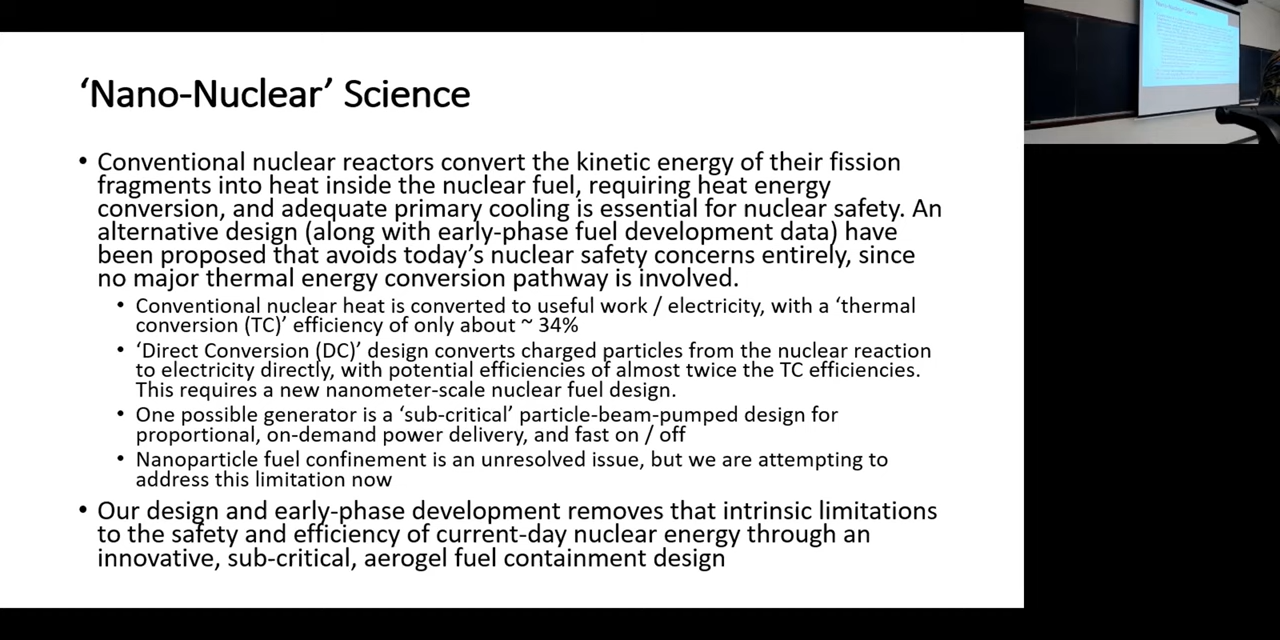 ‘Nano-Nuclear’ Science
• Conventional nuclear reactors convert the kinetic energy of their fission
fragments into heat inside the nuclear fuel, requiring heat energy
conversion, and adequate primary cooling is essential for nuclear safety. An
alternative design (along with early-phase fuel development data) have
been proposed that avoids today’s nuclear safety concerns entirely, since
no major thermal energy conversion pathway is involved.
• Conventional nuclear heat is converted to useful work / electricity, with a ‘thermal
conversion (TC)’ efficiency of only about ~ 34%
• ‘Direct Conversion (DC)’ design converts charged particles from the nuclear reaction
to electricity directly, with potential efficiencies of almost twice the TC efficiencies.
This requires a new nanometer-scale nuclear fuel design.
• One possible generator is a ‘sub-critical’ particle-beam-pumped design for
proportional, on-demand power delivery, and fast on / off
• Nanoparticle fuel confinement is an unresolved issue, but we are attempting to
address this limitation now
• Our design and early-phase development removes that intrinsic limitations
to the safety and efficiency of current-day nuclear energy through an
innovative, sub-critical, aerogel fuel containment design